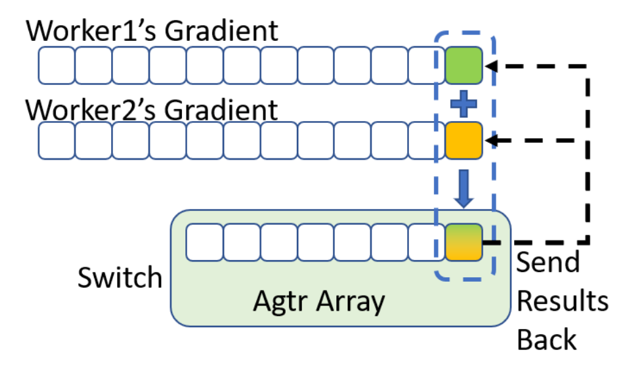 Worker1's Gradient
Worker2's Gradient
Switch
Agtr Array
Send
Results
Back